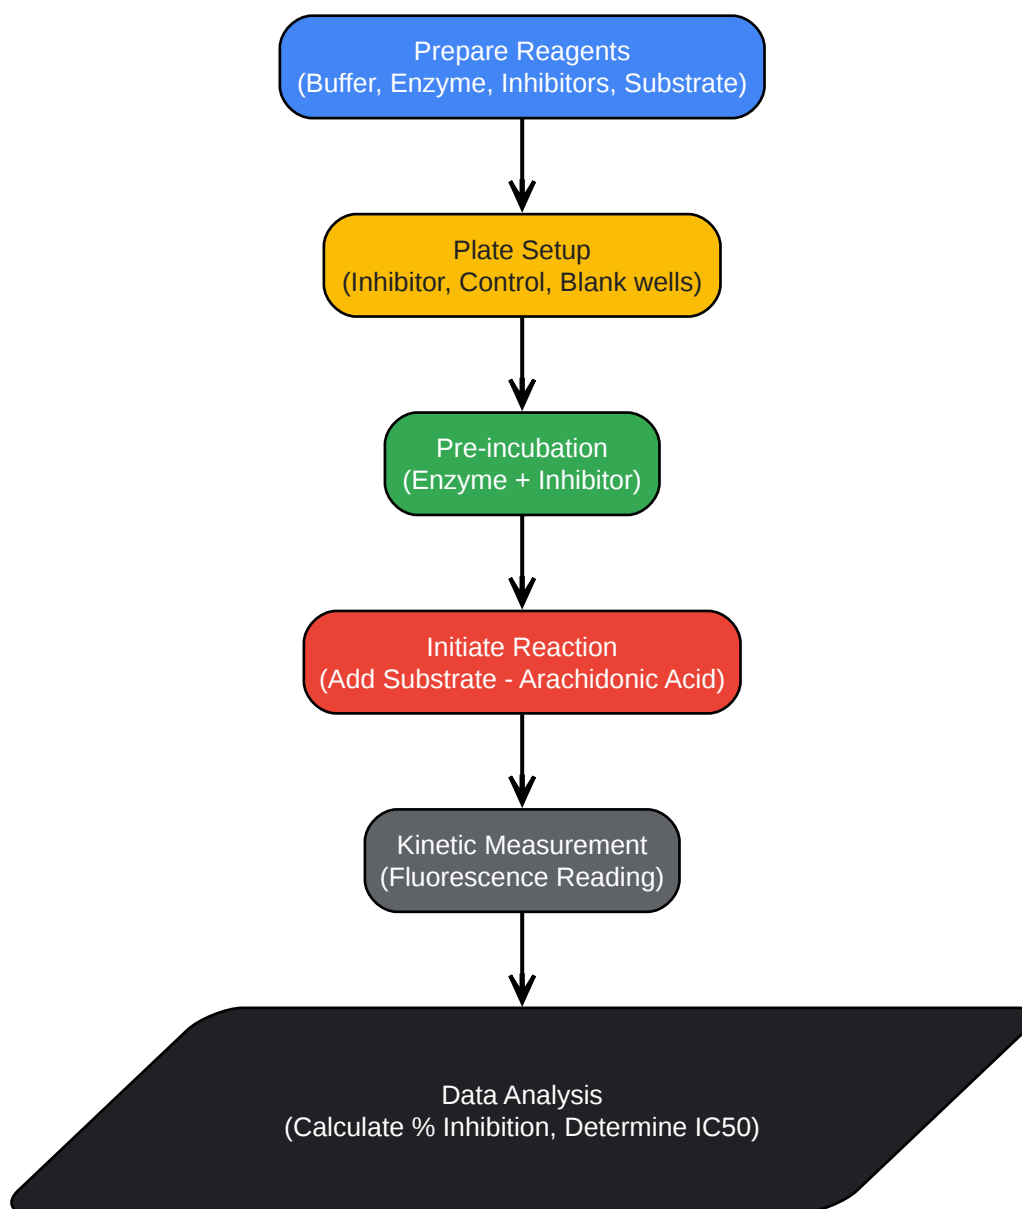 Prepare Reagents
(Buffer, Enzyme, Inhibitors, Substrate)
Plate Setup
(Inhibitor, Control, Blank wells)
Pre-incubation
(Enzyme + Inhibitor)
Initiate Reaction
(Add Substrate - Arachidonic Acid)
Kinetic Measurement
(Fluorescence Reading)
Data Analysis
(Calculate % Inhibition, Determine IC50)